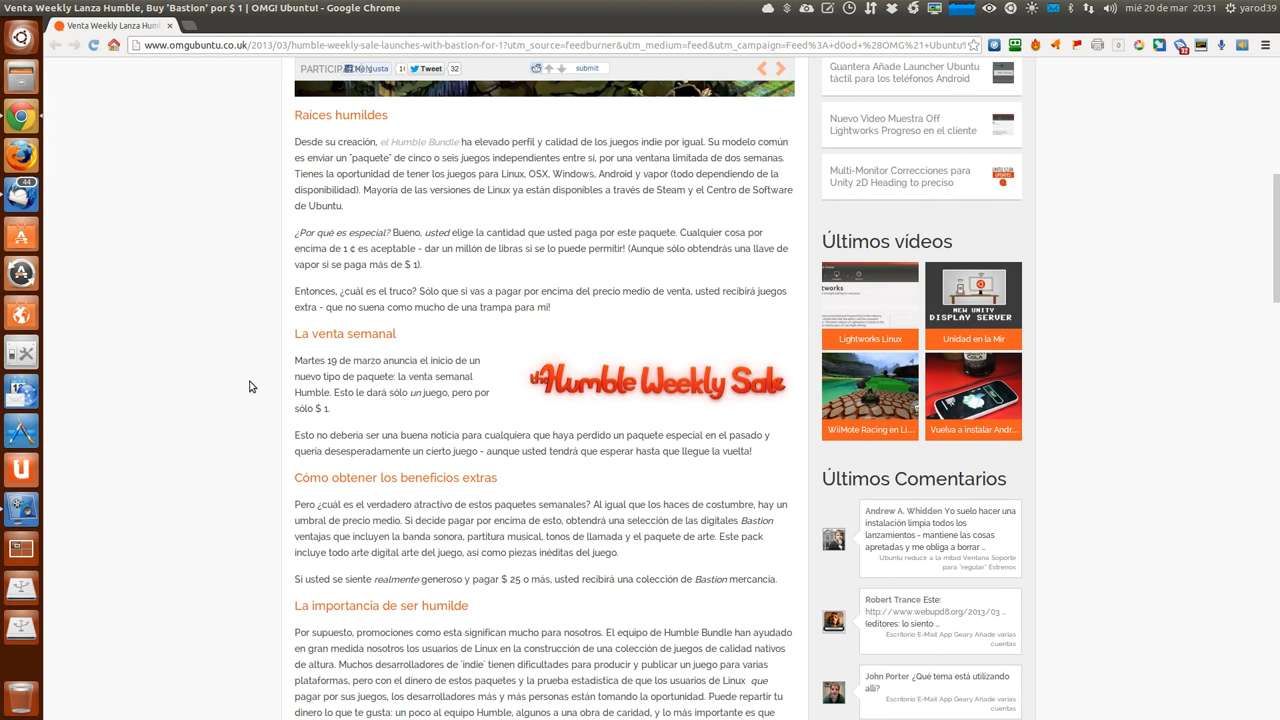 Venta Weekly Lanza Humble, Buy 'Bastion' por $ 1 | OMG! Ubuntu! - Google Chrome
yarod39
Venta Weekly Lanza Humb
www.omgubuntu.co.uk/2013/03/humble-weekly-sale-launches-with-bastion-for-1?utm_source=feedburner&utm_medium=feed&utm_campaign=Feed%3A+d0od+%28OMG%21+Ubuntu%
Tweet 32
submit
Raíces humildes
Desde su creación, el Humble Bundle ha elevado perfil y calidad de los juegos indie por igual. Su modelo común
es enviar un "paquete" de cinco o seis juegos independientes entre sí, por una ventana limitada de dos semanas.
Tienes la oportunidad de tener los juegos para Linux, OSX, Windows, Android y vapor (todo dependiendo de la
disponibilidad). Mayoría de las versiones de Linux ya están disponibles a través de Steam y el Centro de Software
de Ubuntu.
¿Por qué es especial? Bueno, usted elige la cantidad que usted paga por este paquete. Cualquier cosa por
encima de 1 ¢ es aceptable - dar un millón de libras si se lo puede permitir! (Aunque sólo obtendrás una llave de
vapor si se paga más de $ 1).
Entonces, ¿cuál es el truco? Sólo que si vas a pagar por encima del precio medio de venta, usted recibirá juegos
extra - que no suena como mucho de una trampa para mí!
La venta semanal
Martes 19 de marzo anuncia el inicio de un
nuevo tipo de paquete: la venta semanal
Humble. Esto le dará sólo un juego, pero por
sólo $ 1.
the Humble Weekly Sale
Esto no debería ser una buena noticia para cualquiera que haya perdido un paquete especial en el pasado y
quería desesperadamente un cierto juego - aunque usted tendrá que esperar hasta que llegue la vuelta!
Cómo obtener los beneficios extras
Pero ¿cuál es el verdadero atractivo de estos paquetes semanales? Al igual que los haces de costumbre, hay un
umbral de precio medio. Si decide pagar por encima de esto, obtendrá una selección de las digitales Bastion
ventajas que incluyen la banda sonora, partitura musical, tonos de llamada y el paquete de arte. Este pack
incluye todo arte digital arte del juego, así como piezas inéditas del juego.
Si usted se siente realmente generoso y pagar $ 25 o más, usted recibirá una colección de Bastion mercancía.
La importancia de ser humilde
Por supuesto, promociones como esta significan mucho para nosotros. El equipo de Humble Bundle han ayudado
en gran medida nosotros los usuarios de Linux en la construcción de una colección de juegos de calidad nativos
de altura. Muchos desarrolladores de 'indie' tienen dificultades para producir y publicar un juego para varias
plataformas, pero con el dinero de estos paquetes y la prueba estadística de que los usuarios de Linux que
pagar por sus juegos, los desarrolladores más y más personas están tomando la oportunidad. Puede repartir tu
dinero lo que te gusta: un poco al equipo Humble, algunos a una obra de caridad, y lo más importante es que
Guantera Añade Launcher Ubuntu
táctil para los teléfonos Android
Nuevo Video Muestra Off
Lightworks Progreso en el cliente
Multi-Monitor Correcciones para
Unity 2D Heading to preciso
Últimos vídeos
NEW UNITY
DISPLAY SERVER
Lightworks Linux
Unidad en la Mir
WiiMote Racing en Li...
Vuelva a instalar Andr...
Últimos Comentarios
Andrew A. Whidden Yo suelo hacer una
instalación limpia todos los
lanzamientos - mantiene las cosas
apretadas y me obliga a borrar ...
Ubuntu reducir a la mitad Ventana Soporte
para "regular" Estrenos
Robert Trance Este:
http://www.webupd8.org/2013/03 ...
(editores: lo siento ...
Escritorio E-Mail App Geary Añade varias
cuentas
John Porter ¿Qué tema está utilizando
allí?
Escritorio E-Mail App Geary Añade varias
cuentas